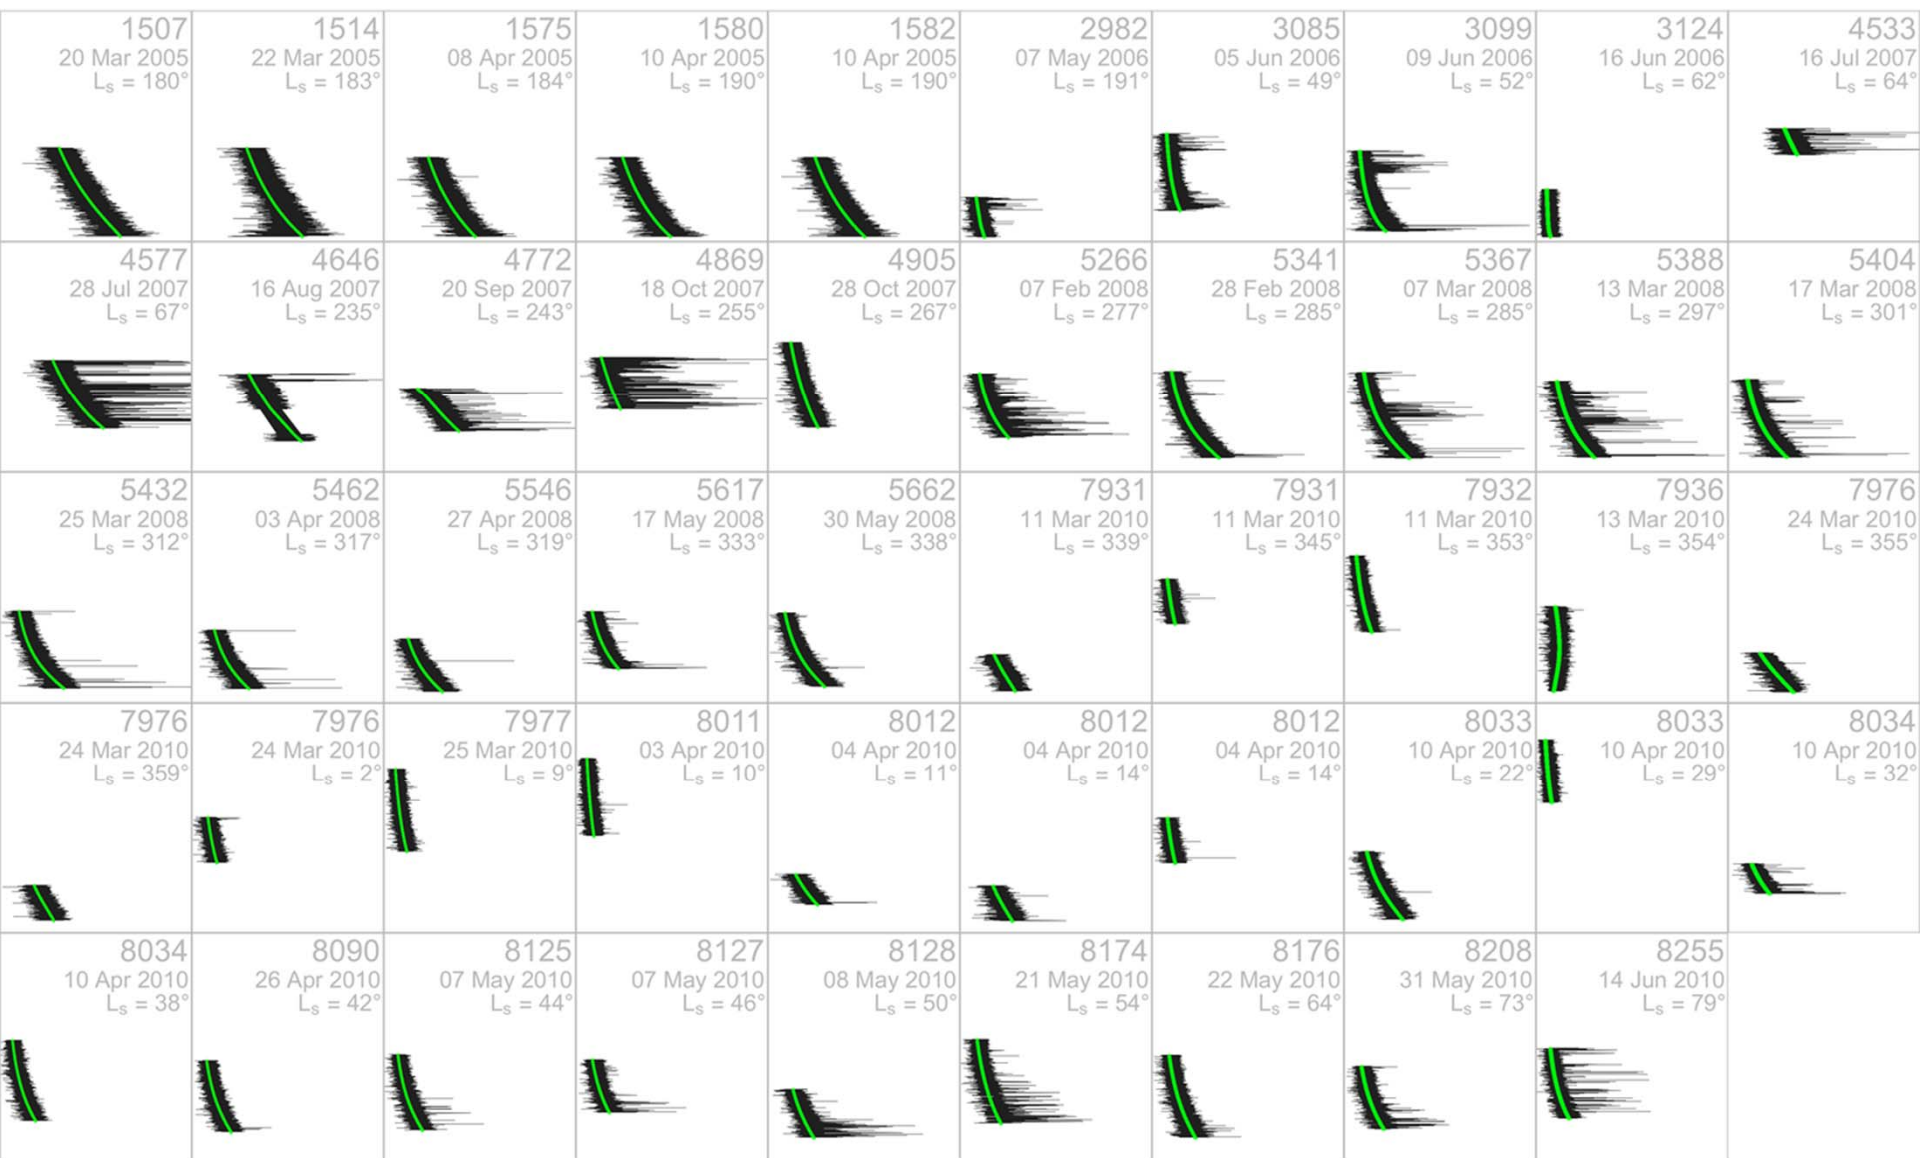 1507
20 Mar 2005
Ls = 180°
1514
22 Mar 2005
Ls = 183°
1575
08 Apr 2005
Ls = 184°
1580
10 Apr 2005
Ls = 190°
1582
10 Apr 2005
Ls = 190°
2982
07 May 2006
Ls = 191°
3085
05 Jun 2006
Ls = 49°
3099
09 Jun 2006
Ls = 52°
3124
16 Jun 2006
Ls = 62°
4533
16 Jul 2007
Ls = 64°
4577
28 Jul 2007
Ls = 67°
4646
16 Aug 2007
Ls = 235°
4772
20 Sep 2007
Ls = 243°
4869
18 Oct 2007
Ls = 255°
4905
28 Oct 2007
Ls = 267°
5266
07 Feb 2008
Ls = 277°
5341
28 Feb 2008
Ls = 285°
5367
07 Mar 2008
Ls = 285°
5388
13 Mar 2008
Ls = 297°
5404
17 Mar 2008
Ls = 301°
5432
25 Mar 2008
Ls = 312°
5462
03 Apr 2008
Ls = 317°
5546
27 Apr 2008
Ls = 319°
5617
17 May 2008
Ls = 333°
5662
30 May 2008
Ls = 338°
7931
11 Mar 2010
Ls = 339°
7931
11 Mar 2010
Ls = 345°
7932
11 Mar 2010
Ls = 353°
7936
13 Mar 2010
Ls = 354°
7976
24 Mar 2010
Ls = 355°
7976
24 Mar 2010
Ls = 359°
7976
24 Mar 2010
Ls = 2°
7977
25 Mar 2010
Ls = 9°
8011
03 Apr 2010
Ls = 10°
8012
04 Apr 2010
Ls = 11°
8012
04 Apr 2010
Ls = 14°
8012
04 Apr 2010
Ls = 14°
8033
10 Apr 2010
Ls = 22°
8033
10 Apr 2010
Ls = 29°
8034
10 Apr 2010
Ls = 32°
8034
10 Apr 2010
Ls = 38°
8090
26 Apr 2010
Ls = 42°
8125
07 May 2010
Ls = 44°
8127
07 May 2010
Ls = 46°
8128
08 May 2010
Ls = 50°
8174
21 May 2010
Ls = 54°
8176
22 May 2010
Ls = 64°
8208
31 May 2010
Ls = 73°
8255
14 Jun 2010
Ls = 79°